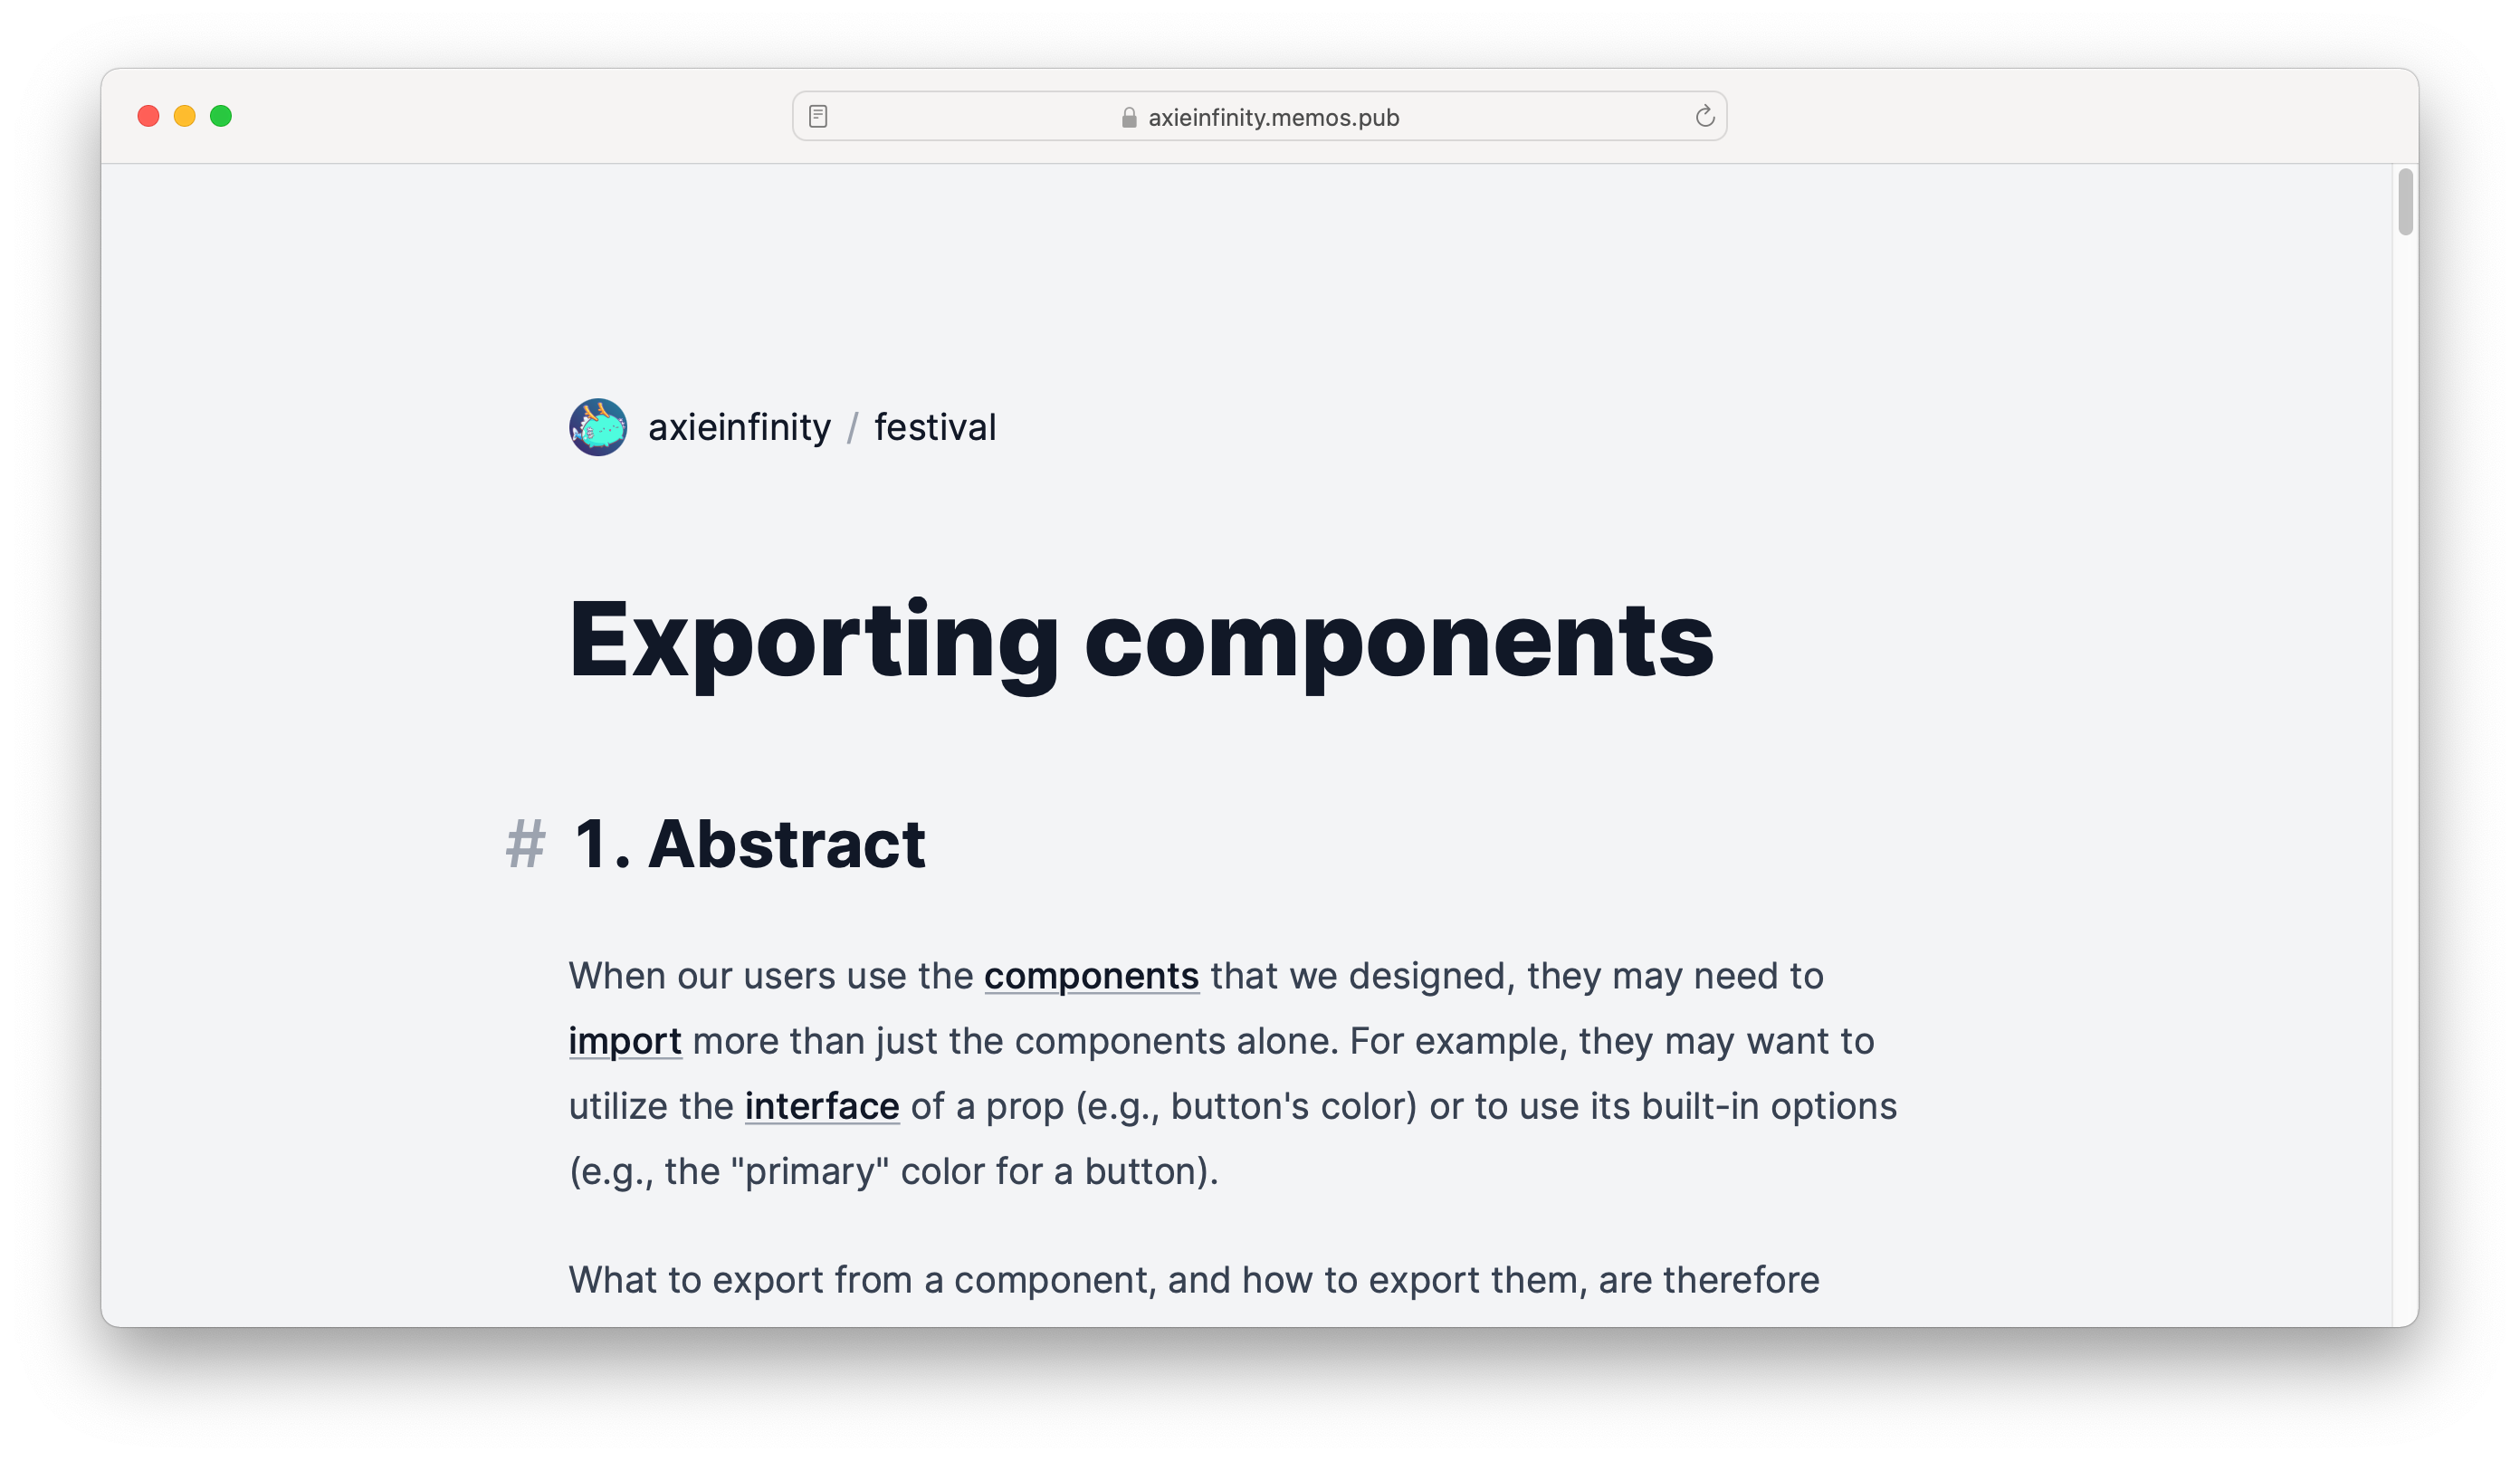 axieinfinity.memos.pub
axieinfinity / festival
Exporting components
# 1. Abstract
When our users use the components that we designed, they may need to
import more than just the components alone. For example, they may want to
utilize the interface of a prop (e.g., button's color) or to use its built-in options
(e.g., the "primary" color for a button).
What to export from a component, and how to export them, are therefore